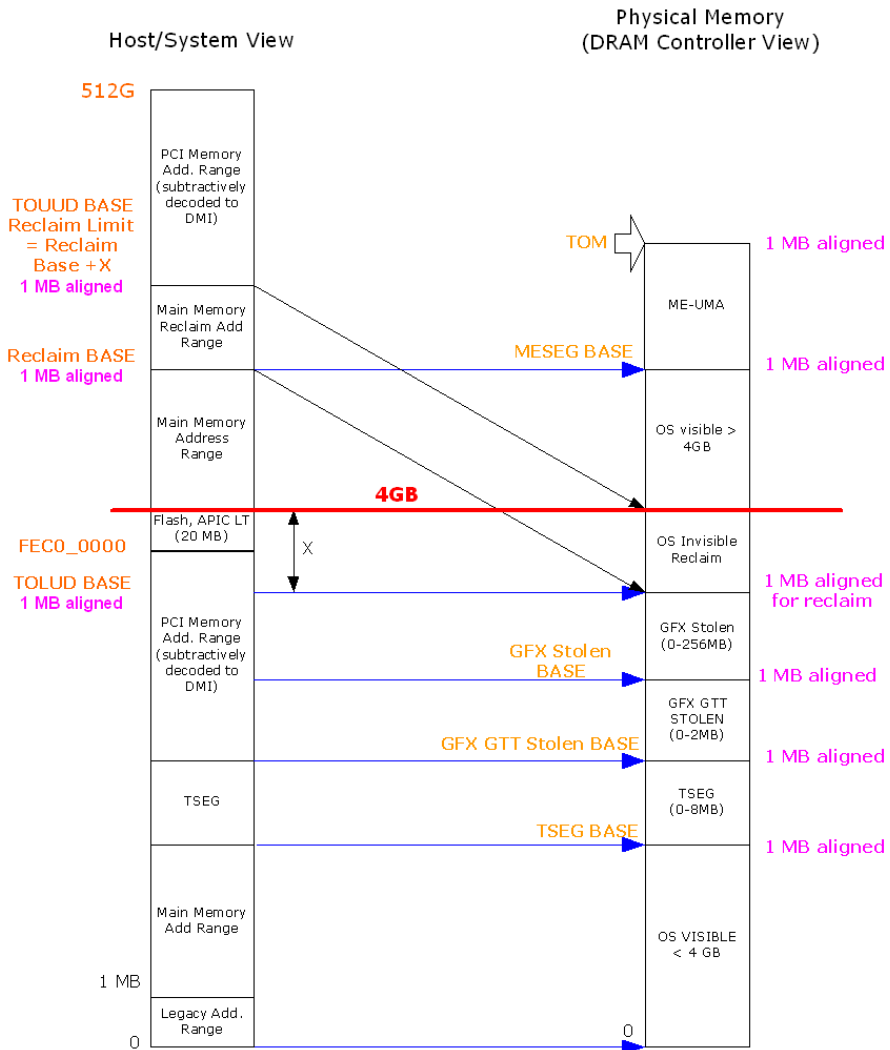 Physical Memory
(DRAM Controller View)
Host/System View
512G
PCI Memory
Add. Range
(subtractively
decoded to
DMI)
TOUUD BASE
Reclaim Limit
= Reclaim
Base +X
1 MB aligned
TOM
1 MB aligned
ME-UMA
Main Memory
Reclaim Add
Range
Reclaim BASE
1 MB aligned
MESEG BASE
1 MB aligned
Main Memory
Address
Range
OS visible >
4GB
4GB
Flash, APIC LT
(20 MB)
FEC0_0000
X
OS Invisible
Reclaim
TOLUD BASE
1 MB aligned
1 MB aligned
for reclaim
PCI Memory
Add. Range
(subtractively
decoded to
DMI)
GFX Stolen
(0-256MB)
GFX Stolen
BASE
1 MB aligned
GFX GTT
STOLEN
(0-2MB)
GFX GTT Stolen BASE
1 MB aligned
TSEG
TSEG
(0-8MB)
TSEG BASE
1 MB aligned
Main Memory
Add Range
OS VISIBLE
< 4 GB
1 MB
Legacy Add.
Range
0
0